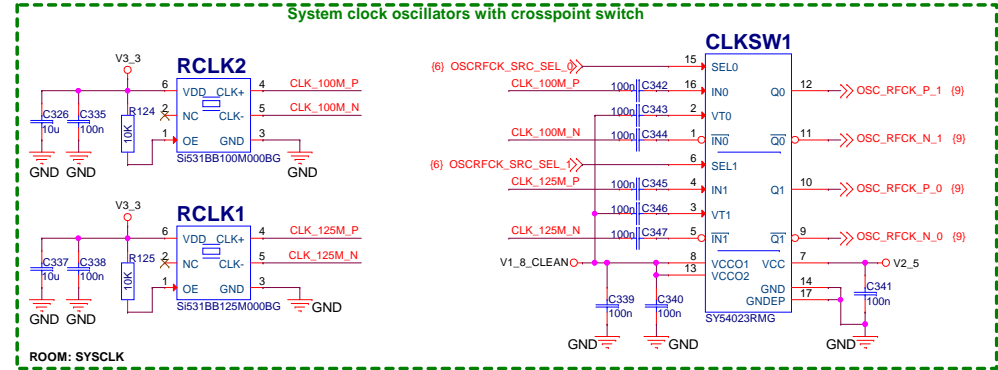 System clock oscillators with crosspoint switch
V3_3
RCLK2
6 VDD CLK+ 4 CLK_100M_P
2 NC CLK- 5 CLK_100M_N
1 OE GND 3
Si531BB100M000BG
C326
10u
C335
100n
R124
10K
GND GND GND
V3_3
RCLK1
6 VDD CLK+ 4 CLK_125M_P
2 NC CLK- 5 CLK_125M_N
1 OE GND 3
Si531BB125M000BG
C337
10u
C338
100n
R125
10K
GND GND GND
CLKSW1
{6} OSCRFCK_SRC_SEL_0 15 SEL0
CLK_100M_P 100n C342 16 IN0 Q0 12 OSC_RFCK_P_1 {9}
100n C343 2 VT0
CLK_100M_N 100n C344 1 IN0 Q0 11 OSC_RFCK_N_1 {9}
{6} OSCRFCK_SRC_SEL_1 6 SEL1
CLK_125M_P 100n C345 4 IN1 Q1 10 OSC_RFCK_P_0 {9}
100n C346 3 VT1
CLK_125M_N 100n C347 5 IN1 Q1 9 OSC_RFCK_N_0 {9}
V1_8_CLEAN 8 VCCO1 VCC 7 V2_5
13 VCCO2
GND 14
GNDEP 17
SY54023RMG
C339
100n
C340
100n
C341
100n
GND GND GND
ROOM: SYSCLK